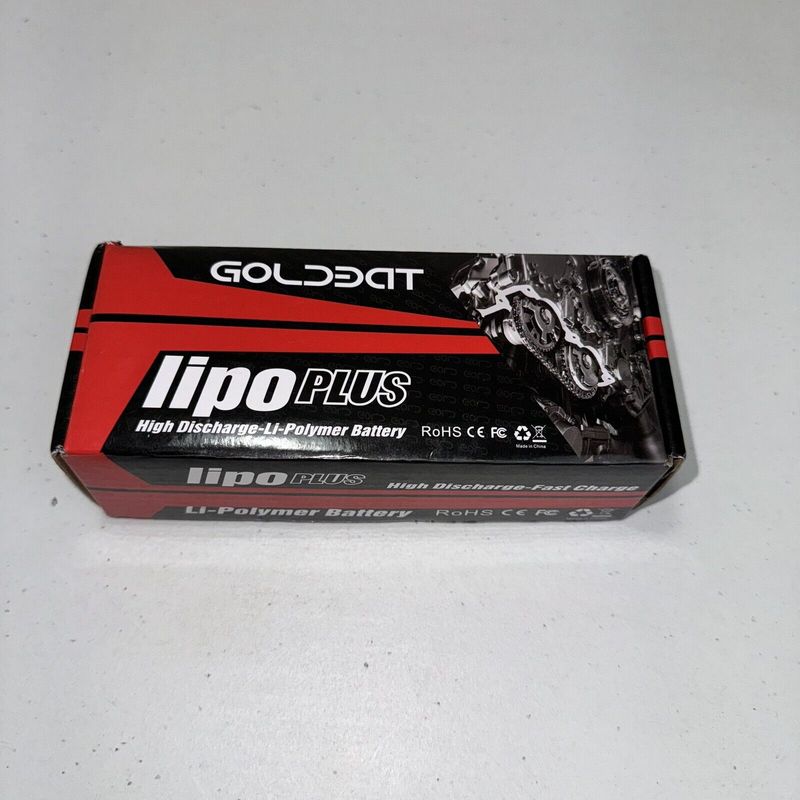 GOLDBAT
lipo PLUS
High Discharge-Li-Polymer Battery RoHS CE FC
Made in China
lipo PLUS High Discharge-Fast Charge
Li-Polymer Battery RoHS CE FC